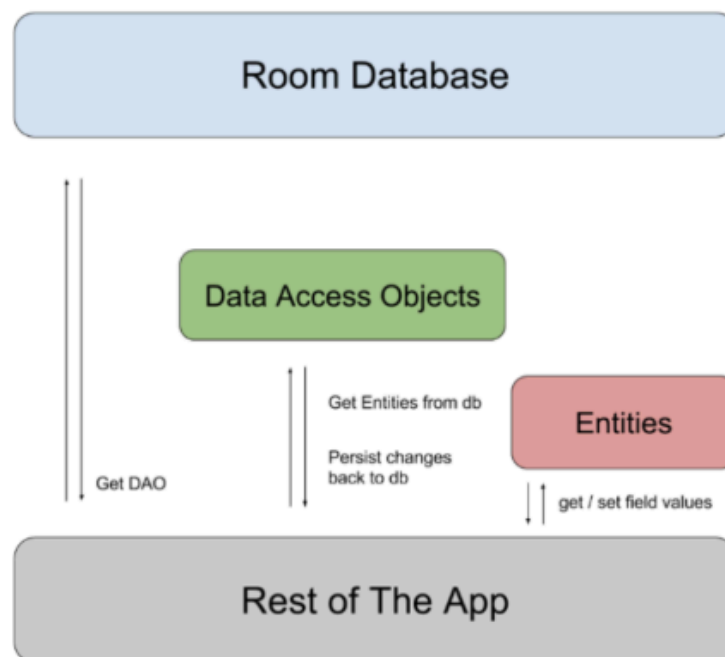 Room Database
Data Access Objects
Get Entities from db
Entities
Persist changes
back to db
Get DAO
get / set field values
Rest of The App